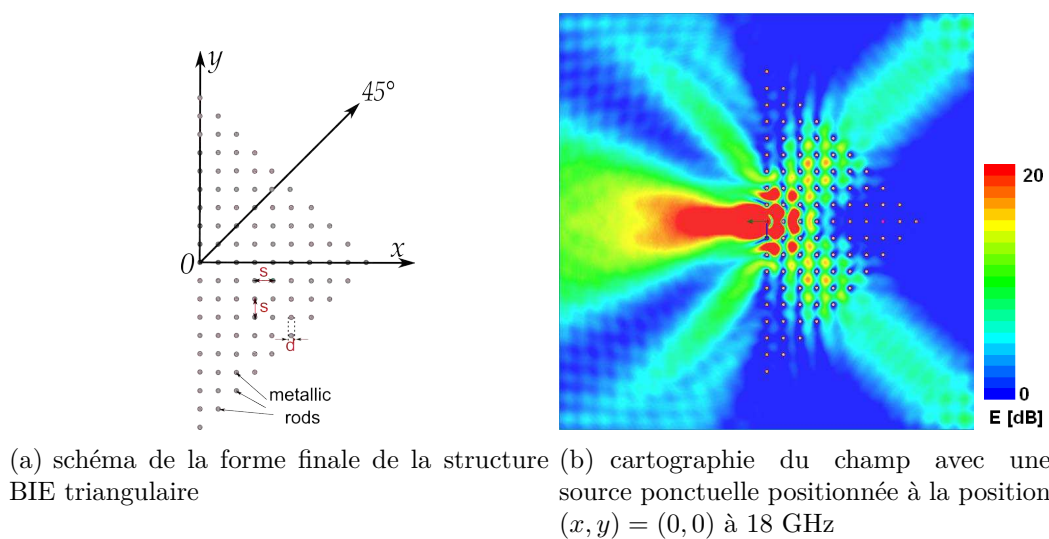 y
45°
0
x
s
s
d
metallic
rods
20
0
E [dB]
(a) schéma de la forme finale de la structure
BIE triangulaire
(b) cartographie du champ avec une
source ponctuelle positionnée à la position
(x, y) = (0, 0) à 18 GHz